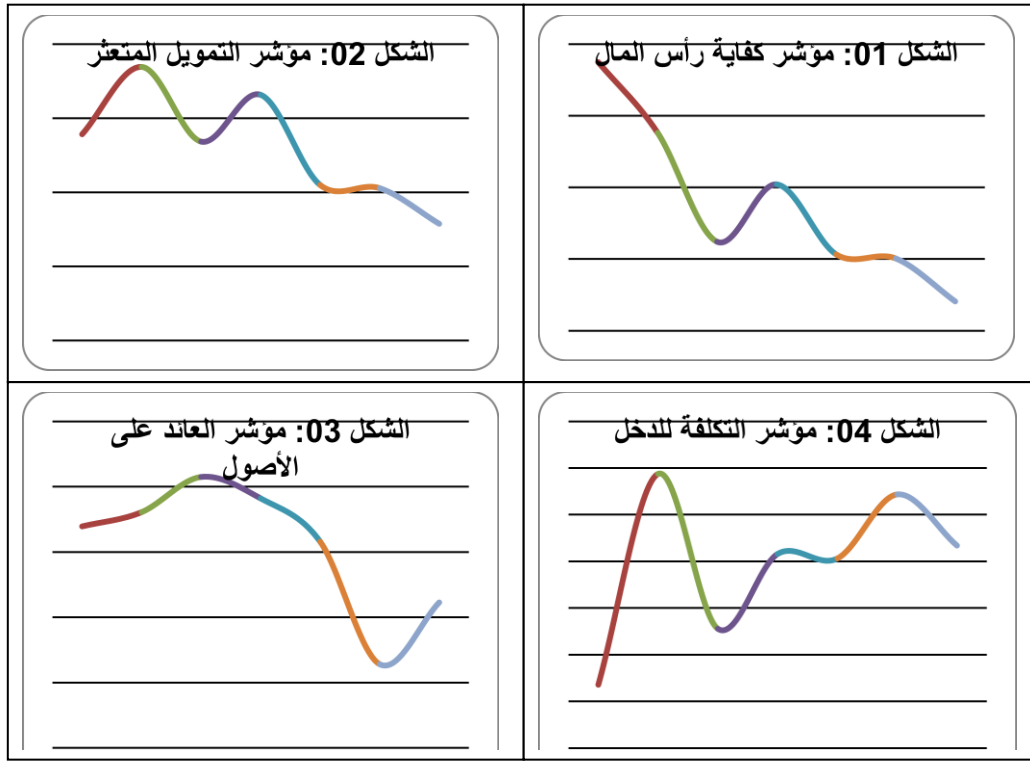 الشكل 01: مؤشر كفاية رأس المال
الشكل 02: مؤشر التمويل المتعثر
الشكل 03: مؤشر العائد على
الأصول
الشكل 04: مؤشر التكلفة للدخل